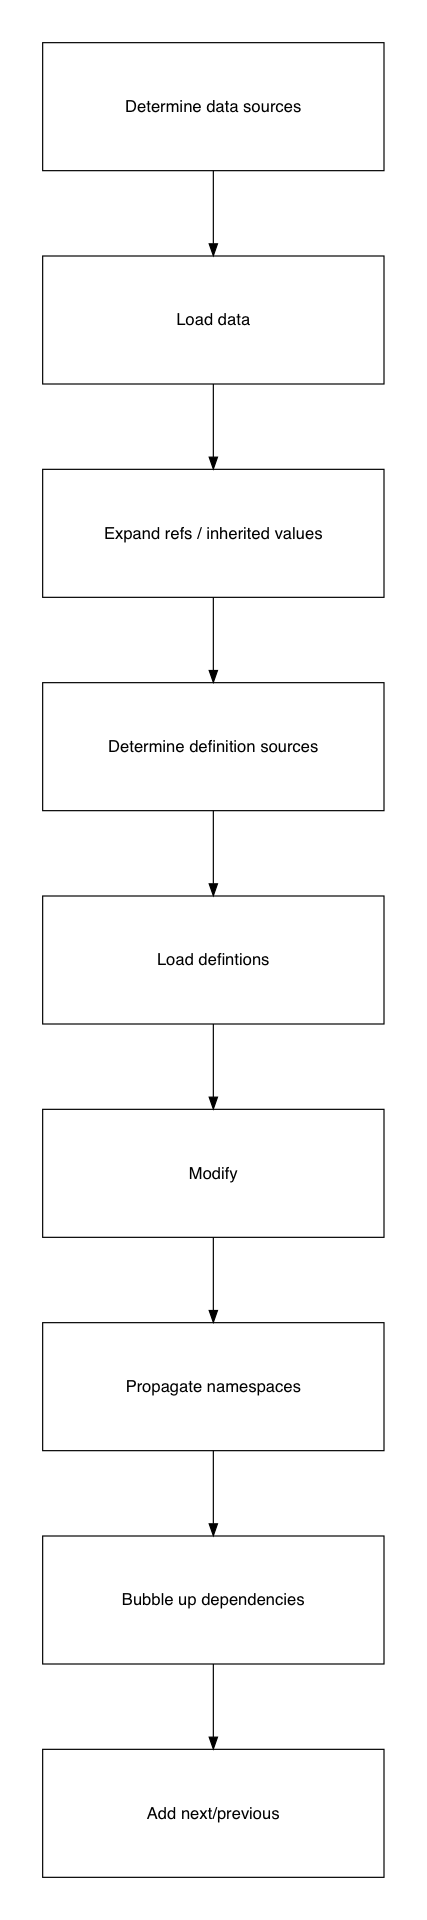 Determine data sources
Load data
Expand refs / inherited values
Determine definition sources
Load defintions
Modify
Propagate namespaces
Bubble up dependencies
Add next/previous